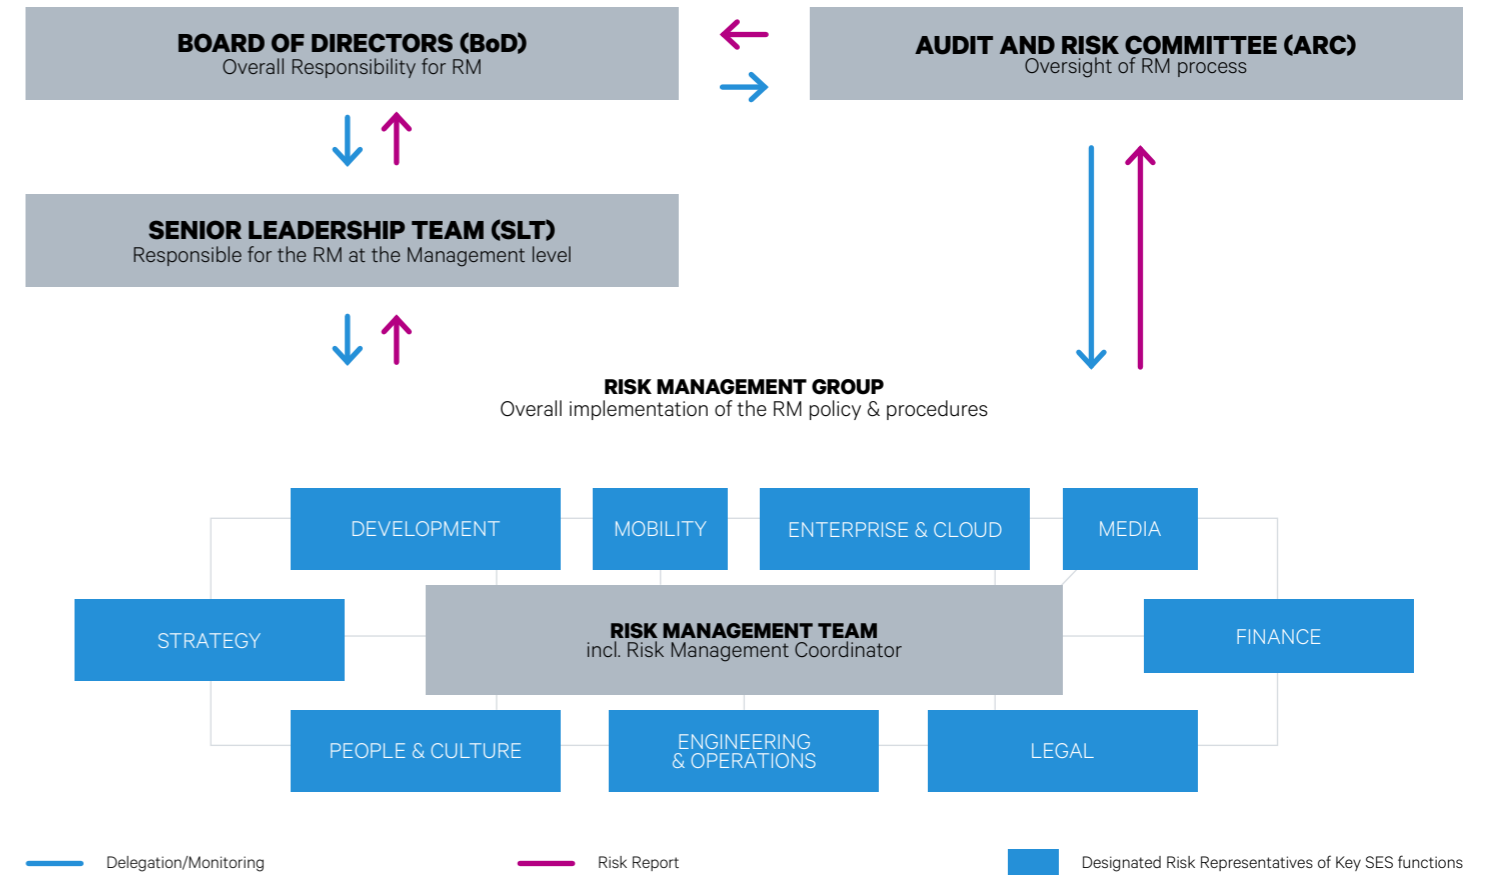 BOARD OF DIRECTORS (BoD)
Overall Responsibility for RM
AUDIT AND RISK COMMITTEE (ARC)
Oversight of RM process
SENIOR LEADERSHIP TEAM (SLT)
Responsible for the RM at the Management level
RISK MANAGEMENT GROUP
Overall implementation of the RM policy & procedures
DEVELOPMENT
MOBILITY
ENTERPRISE & CLOUD
MEDIA
STRATEGY
RISK MANAGEMENT TEAM
incl. Risk Management Coordinator
FINANCE
PEOPLE & CULTURE
ENGINEERING
& OPERATIONS
LEGAL
Delegation/Monitoring
Risk Report
Designated Risk Representatives of Key SES functions